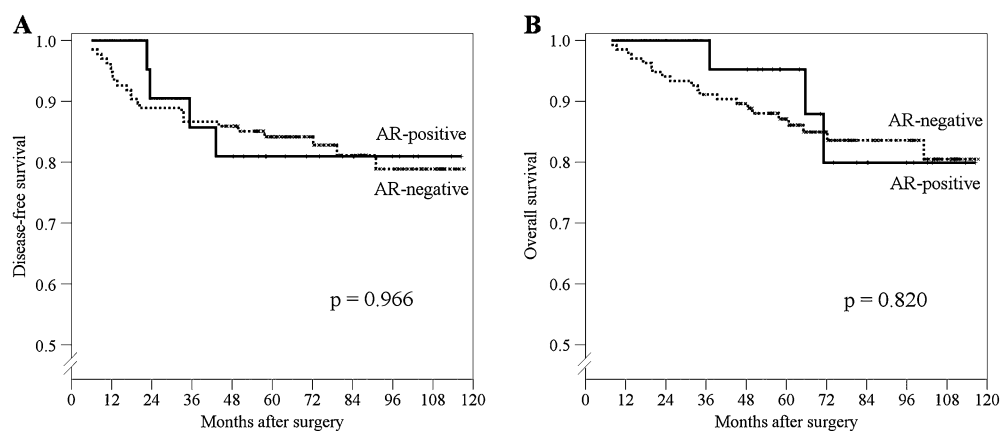 A
Disease-free survival
1.0
0.9
0.8
0.7
0.6
0.5
AR-positive
AR-negative
p = 0.966
0 12 24 36 48 60 72 84 96 108 120
Months after surgery
B
Overall survival
1.0
0.9
0.8
0.7
0.6
0.5
AR-negative
AR-positive
p = 0.820
0 12 24 36 48 60 72 84 96 108 120
Months after surgery